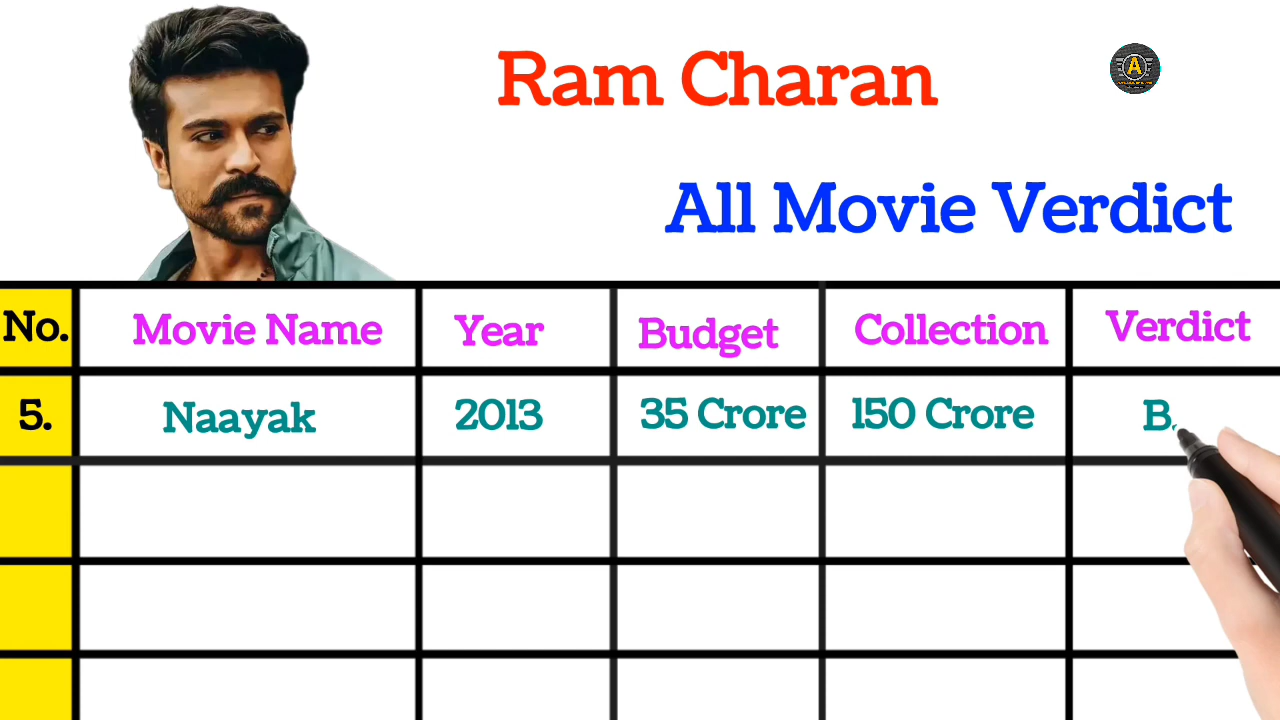 Ram Charan
A
All Movie Verdict
No. Movie Name Year Budget Collection Verdict
5. Naayak 2013 35 Crore 150 Crore B